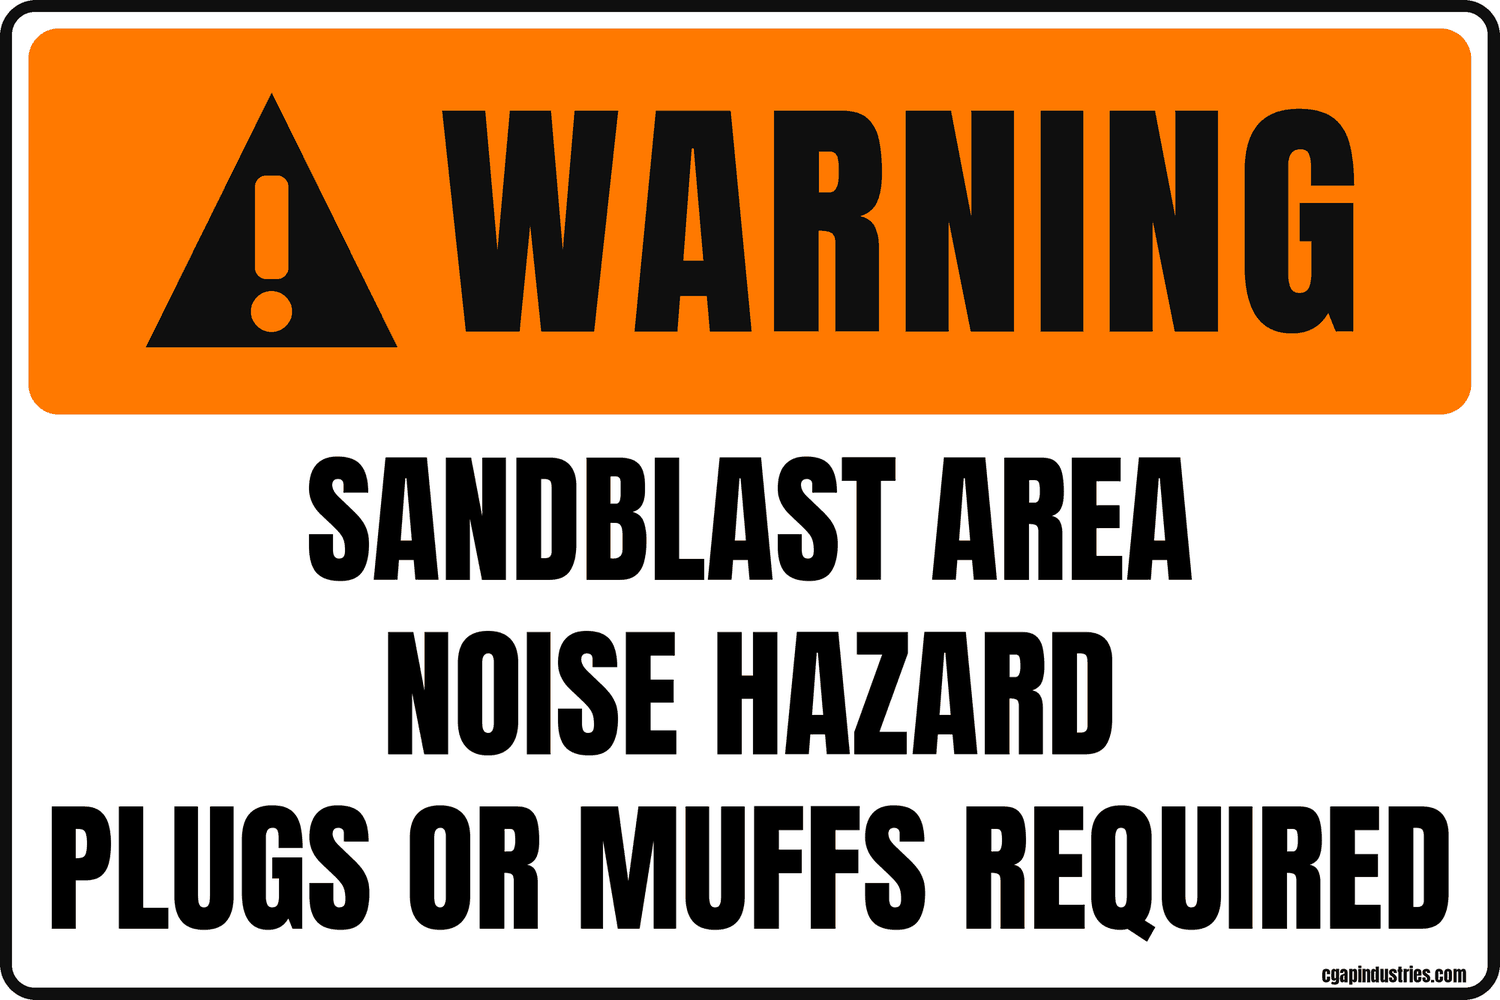 WARNING
SANDBLAST AREA
NOISE HAZARD
PLUGS OR MUFFS REQUIRED
cgapindustries.com